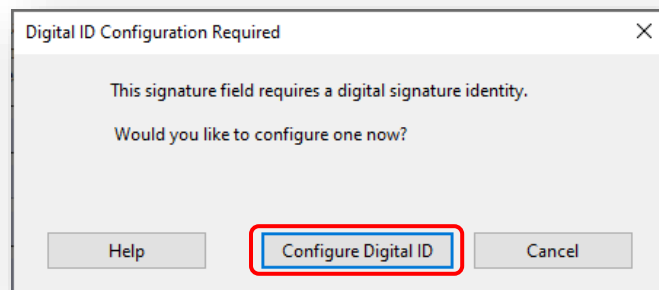 Digital ID Configuration Required
This signature field requires a digital signature identity.
Would you like to configure one now?
Help
Configure Digital ID
Cancel